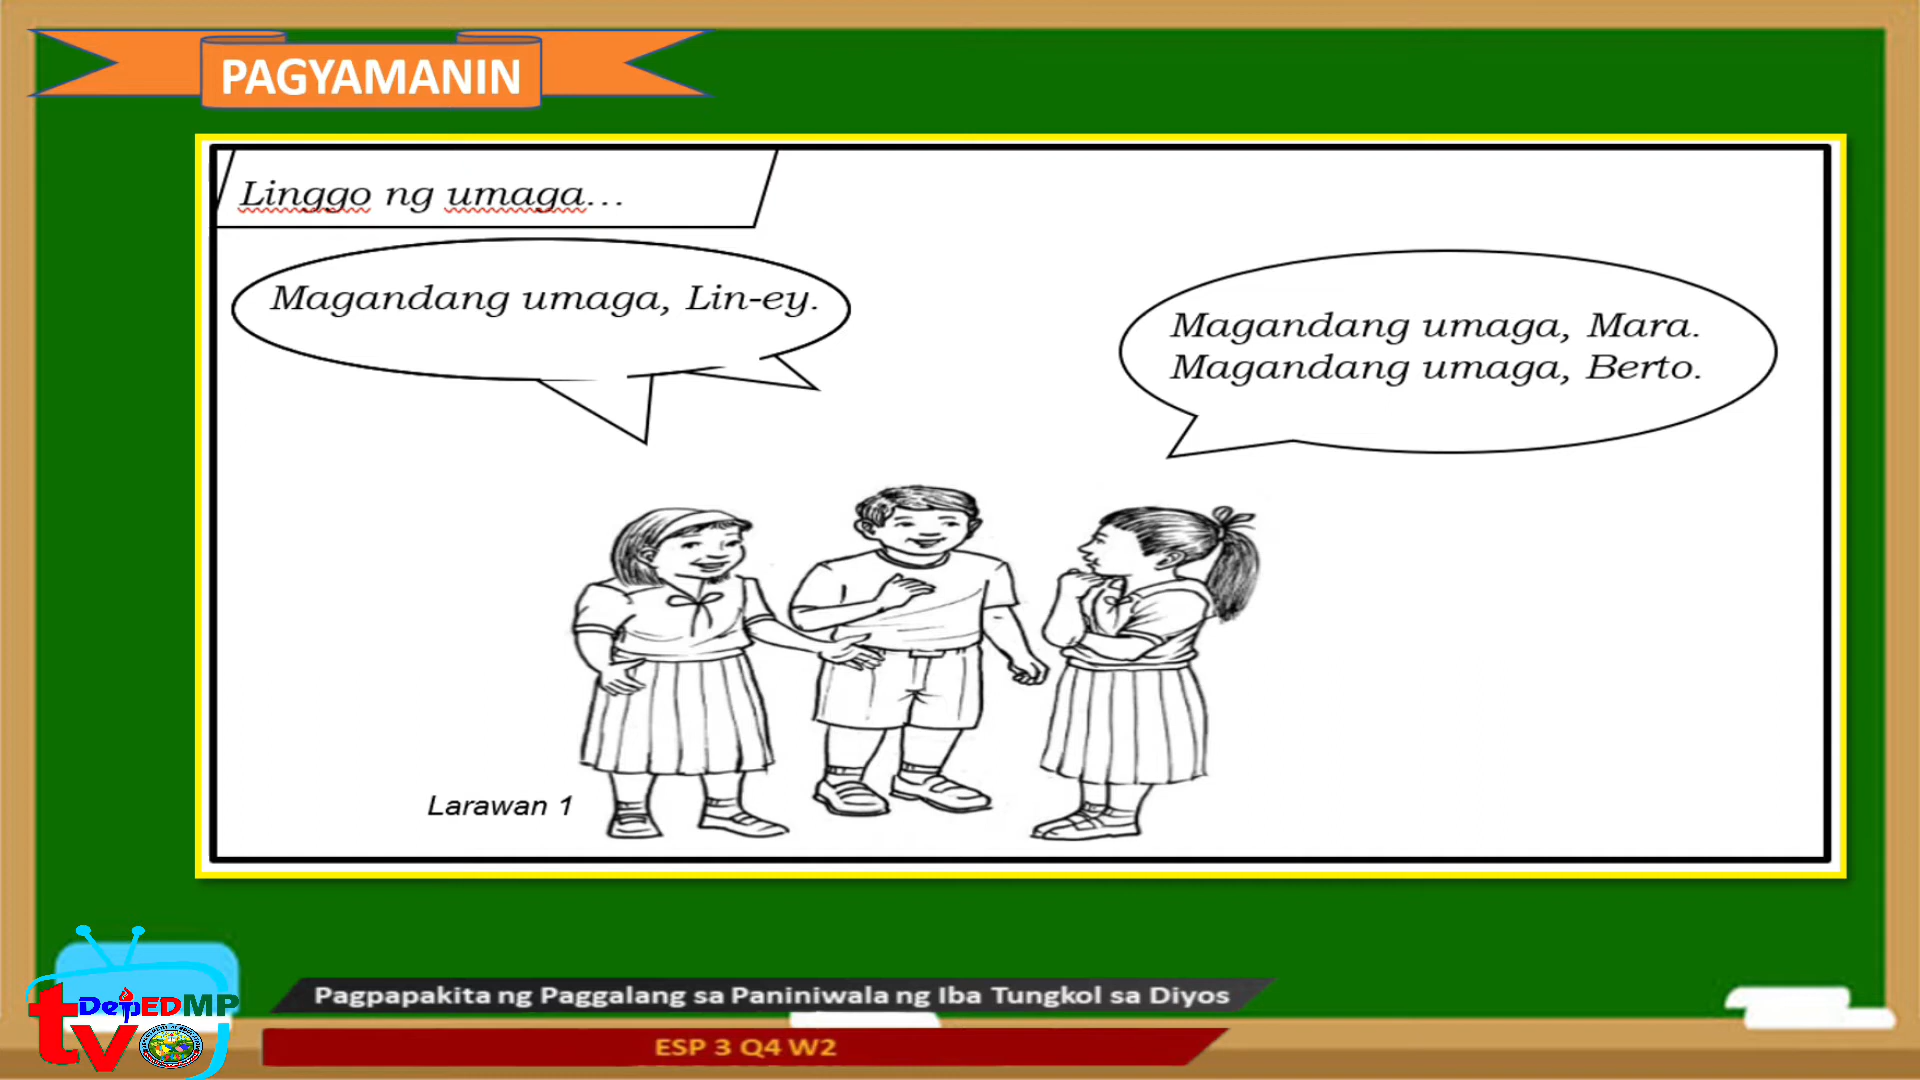 PAGYAMANIN
Linggo ng umaga...
Magandang umaga, Lin-ey.
Magandang umaga, Mara.
Magandang umaga, Berto.
Larawan 1
DepEDMP
tv
Pagpapakita ng Paggalang sa Paniniwala ng Iba Tungkol sa Diyos
ESP 3 Q4 W2